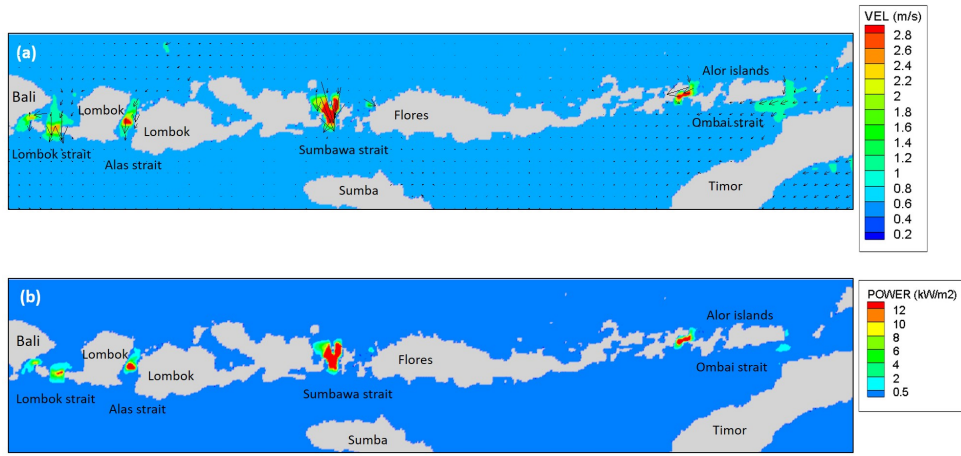 VEL (m/s)
2.8
2.6
2.4
2.2
2
1.8
1.6
1.4
1.2
1
0.8
0.6
0.4
0.2
(a)
Bali
Lombok
Lombok
Lombok strait
Alas strait
Sumbawa strait
Flores
Sumba
Alor islands
Ombai strait
Timor
POWER (kW/m2)
12
10
8
6
4
2
0.5
(b)
Bali
Lombok
Lombok
Lombok strait
Alas strait
Sumbawa strait
Flores
Sumba
Alor islands
Ombai strait
Timor